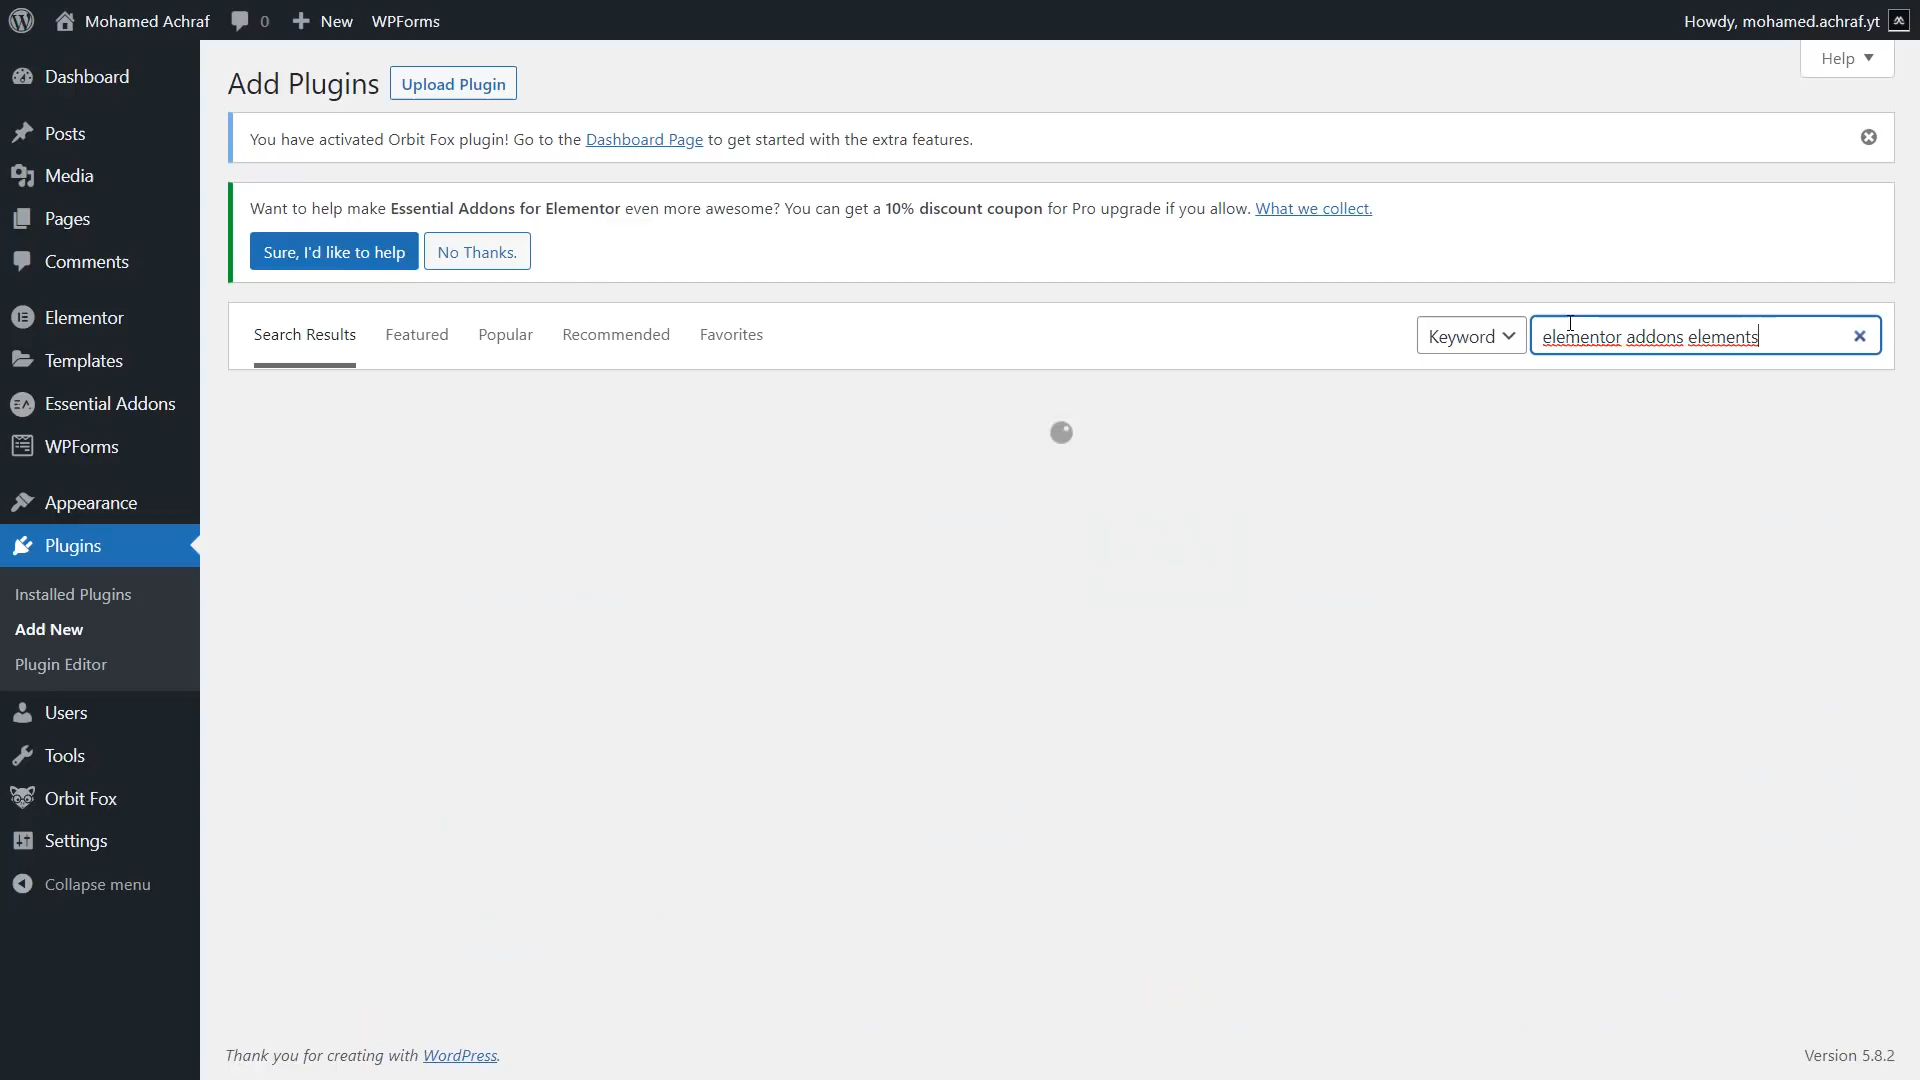 Mohamed Achraf 0 New WPForms Howdy, mohamed.achraf.yt
Help
Add Plugins Upload Plugin
You have activated Orbit Fox plugin! Go to the Dashboard Page to get started with the extra features.
Want to help make Essential Addons for Elementor even more awesome? You can get a 10% discount coupon for Pro upgrade if you allow. What we collect.
Sure, I'd like to help No Thanks.
Search Results Featured Popular Recommended Favorites Keyword elementor addons elements
Dashboard
Posts
Media
Pages
Comments
Elementor
Templates
Essential Addons
WPForms
Appearance
Plugins
Installed Plugins
Add New
Plugin Editor
Users
Tools
Orbit Fox
Settings
Collapse menu
Thank you for creating with WordPress. Version 5.8.2